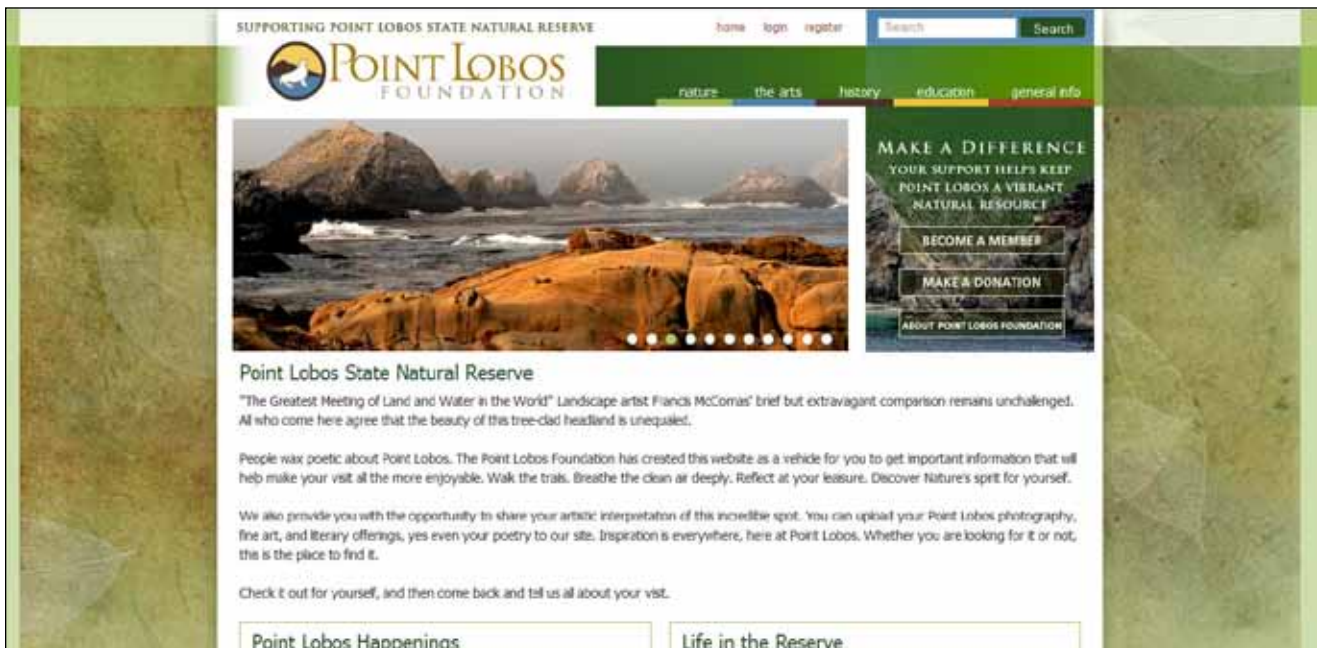 SUPPORTING POINT LOBOS STATE NATURAL RESERVE
home login register
Search
Search
POINT LOBOS
FOUNDATION
nature the arts history education general info
MAKE A DIFFERENCE
YOUR SUPPORT HELPS KEEP
POINT LOBOS A VIBRANT
NATURAL RESOURCE
BECOME A MEMBER
MAKE A DONATION
ABOUT POINT LOBOS FOUNDATION
Point Lobos State Natural Reserve
"The Greatest Meeting of Land and Water in the World" Landscape artist Francis McComas' brief but extravagant comparison remains unchallenged.
All who come here agree that the beauty of this tree-clad headland is unequaled.
People wax poetic about Point Lobos. The Point Lobos Foundation has created this website as a vehicle for you to get important information that will
help make your visit all the more enjoyable. Walk the trails. Breathe the clean air deeply. Reflect at your leasure. Discover Nature's spirit for yourself.
We also provide you with the opportunity to share your artistic interpretation of this incredible spot. You can upload your Point Lobos photography,
fine art, and literary offerings, yes even your poetry to our site. Inspiration is everywhere, here at Point Lobos. Whether you are looking for it or not,
this is the place to find it.
Check it out for yourself, and then come back and tell us all about your visit.
Point Lobos Happenings
Life in the Reserve